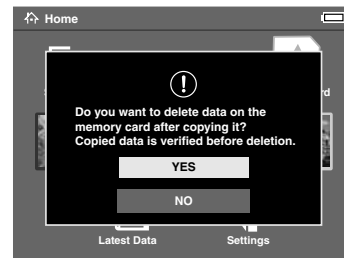 Home
rd
Do you want to delete data on the
memory card after copying it?
Copied data is verified before deletion.
YES
NO
Latest Data
Settings